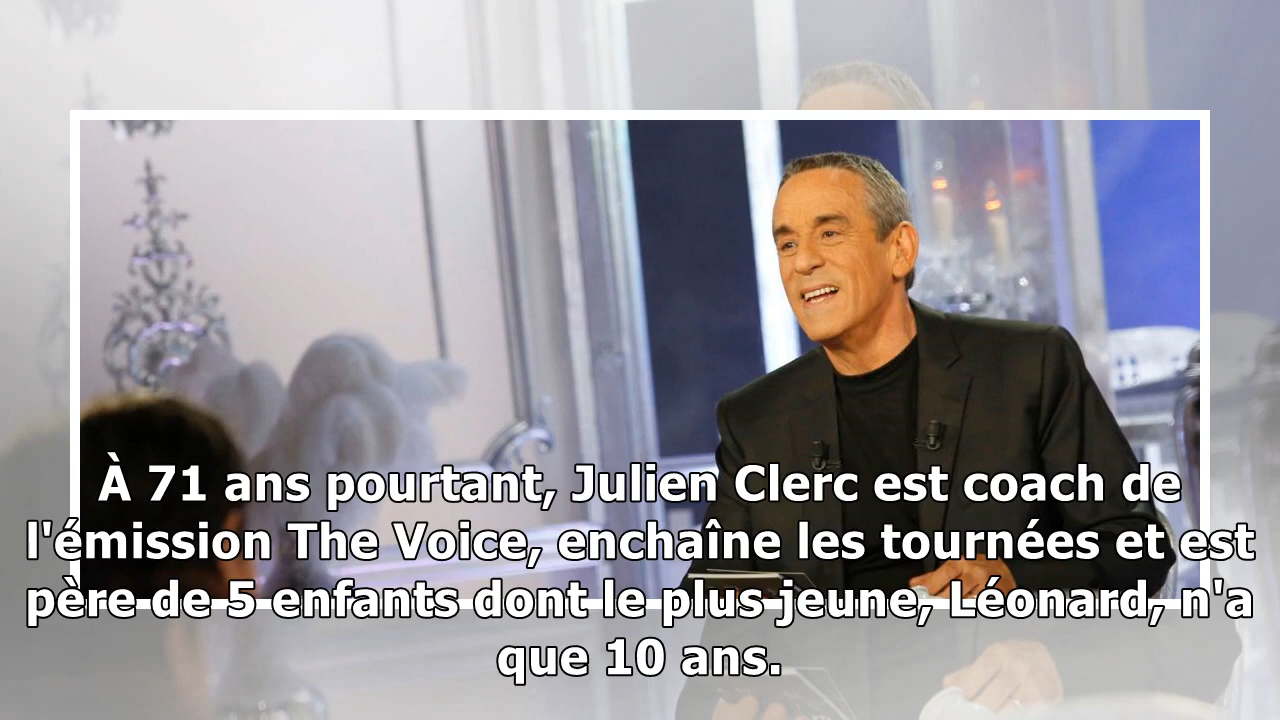 À 71 ans pourtant, Julien Clerc est coach de
l'émission The Voice, enchaîne les tournées et est
père de 5 enfants dont le plus jeune, Léonard, n'a
que 10 ans.